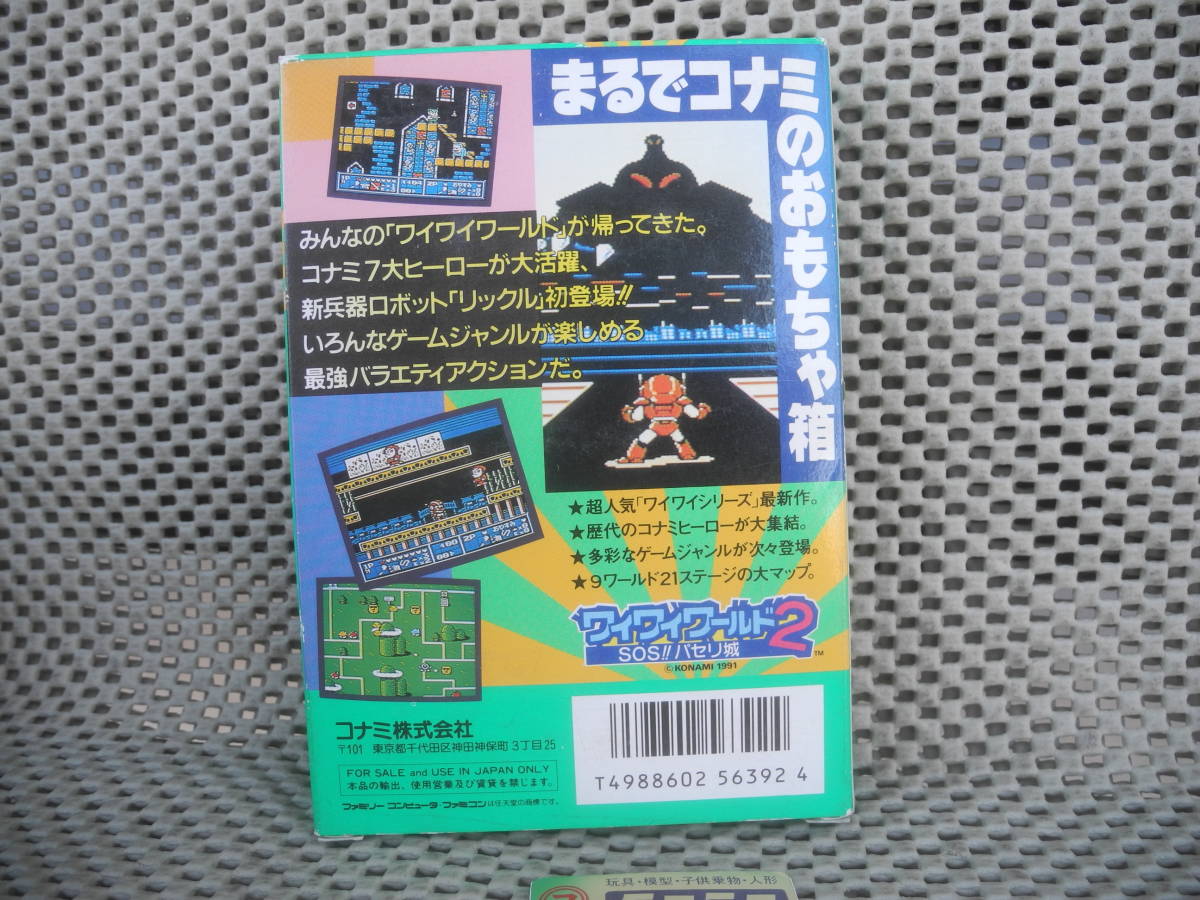 まるでコナミのおもちゃ箱
みんなの「ワイワイワールド」が帰ってきた。
コナミ7大ヒーローが大活躍、
新兵器ロボット「リックル」初登場!!
いろんなゲームジャンルが楽しめる
最強バラエティアクションだ。
★超人気「ワイワイシリーズ」最新作。
★歴代のコナミヒーローが大集結。
★多彩なゲームジャンルが次々登場。
★9ワールド21ステージの大マップ。
ワイワイワールド2
SOS!!パセリ城
TM
©KONAMI 1991
コナミ株式会社
〒101 東京都千代田区神田神保町3丁目25
FOR SALE and USE IN JAPAN ONLY
本品の輸出、使用営業及び賃貸を禁じます。
ファミリーコンピュータ・ファミコンは任天堂の商標です。
T4988602 56392 4
玩具・模型・子供乗物・人形